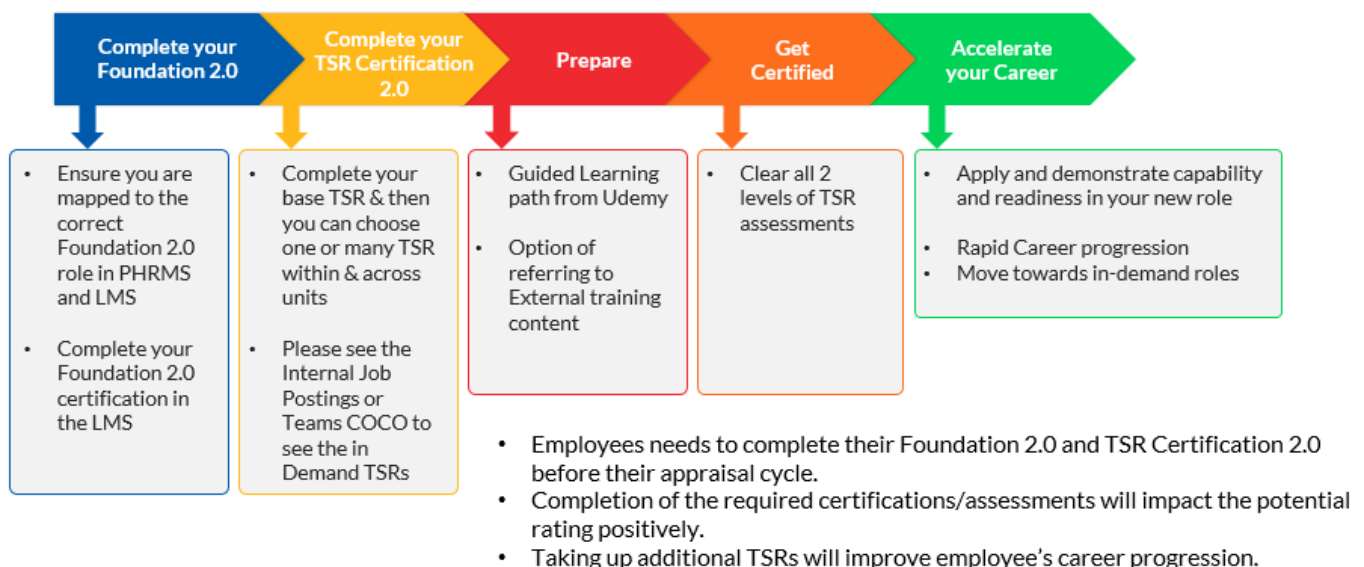 Complete your
Foundation 2.0
Complete your
TSR Certification
2.0
Prepare
Get
Certified
Accelerate
your Career
• Ensure you are
mapped to the
correct
Foundation 2.0
role in PHRMS
and LMS
• Complete your
Foundation 2.0
certification in
the LMS
• Complete your
base TSR & then
you can choose
one or many TSR
within & across
units
• Please see the
Internal Job
Postings or
Teams COCO to
see the in
Demand TSRs
• Guided Learning
path from Udemy
• Option of
referring to
External training
content
• Clear all 2
levels of TSR
assessments
• Apply and demonstrate capability
and readiness in your new role
• Rapid Career progression
• Move towards in-demand roles
• Employees needs to complete their Foundation 2.0 and TSR Certification 2.0
before their appraisal cycle.
• Completion of the required certifications/assessments will impact the potential
rating positively.
• Taking up additional TSRs will improve employee's career progression.